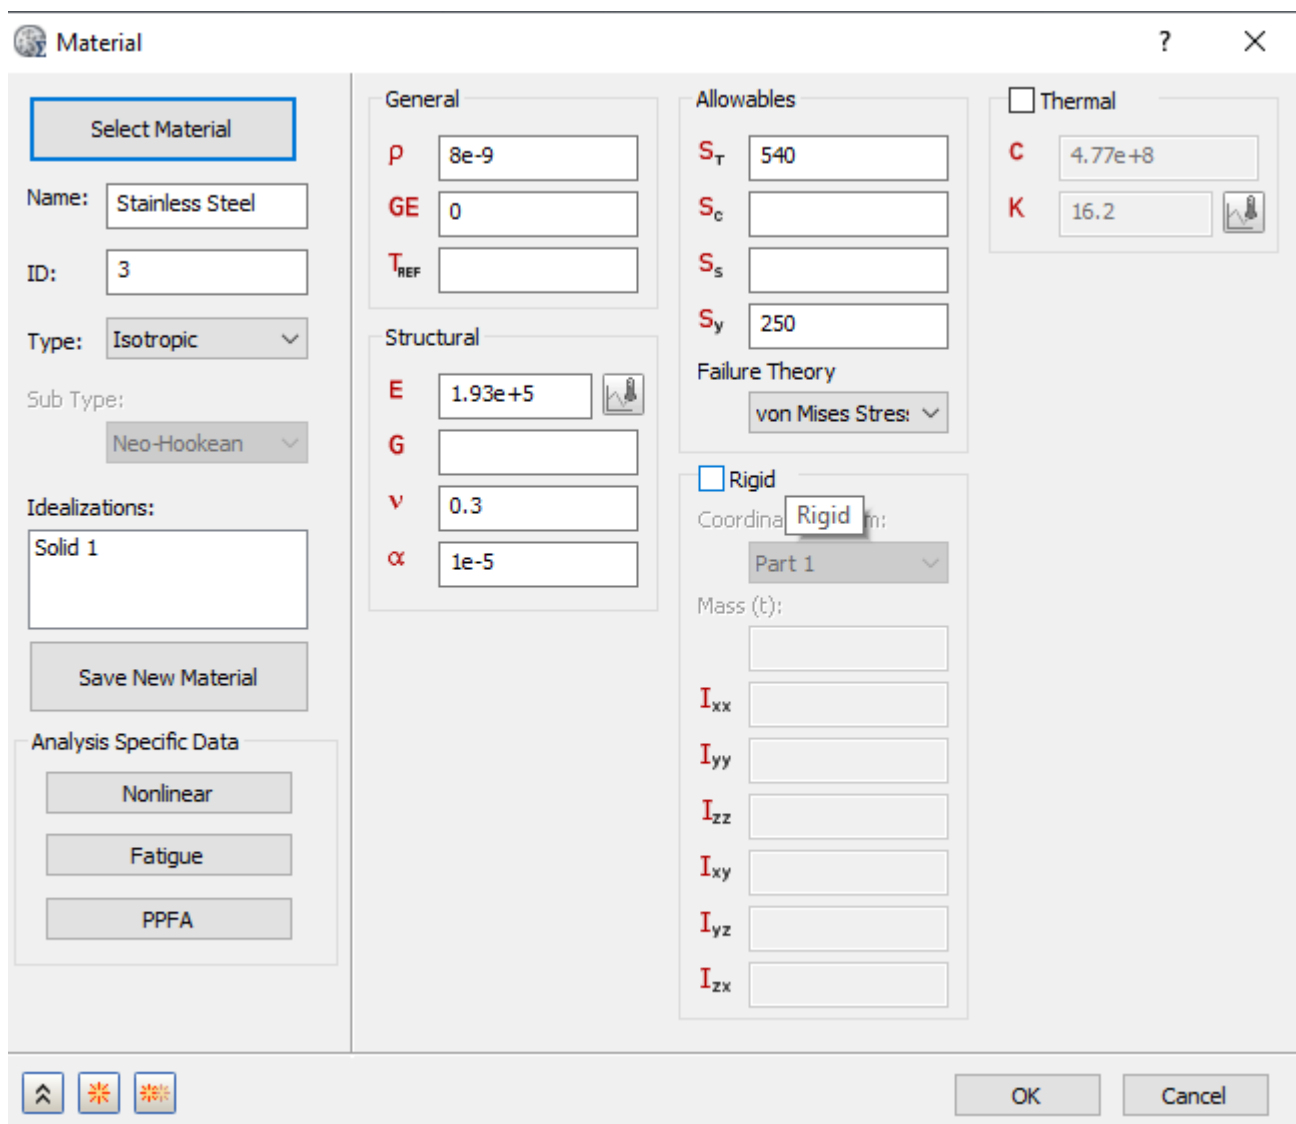 Material
?
Select Material
Name: Stainless Steel
ID: 3
Type: Isotropic
Sub Type:
Neo-Hookean
Idealizations:
Solid 1
Save New Material
Analysis Specific Data
Nonlinear
Fatigue
PPFA
General
ρ 8e-9
GE 0
TREF
Structural
E 1.93e+5
G
ν 0.3
α 1e-5
Allowables
ST 540
Sc
Ss
Sy 250
Failure Theory
von Mises Stres
Rigid
Coordina m:
Rigid
Part 1
Mass (t):
Ixx
Iyy
Izz
Ixy
Iyz
Izx
Thermal
C 4.77e+8
K 16.2
OK
Cancel